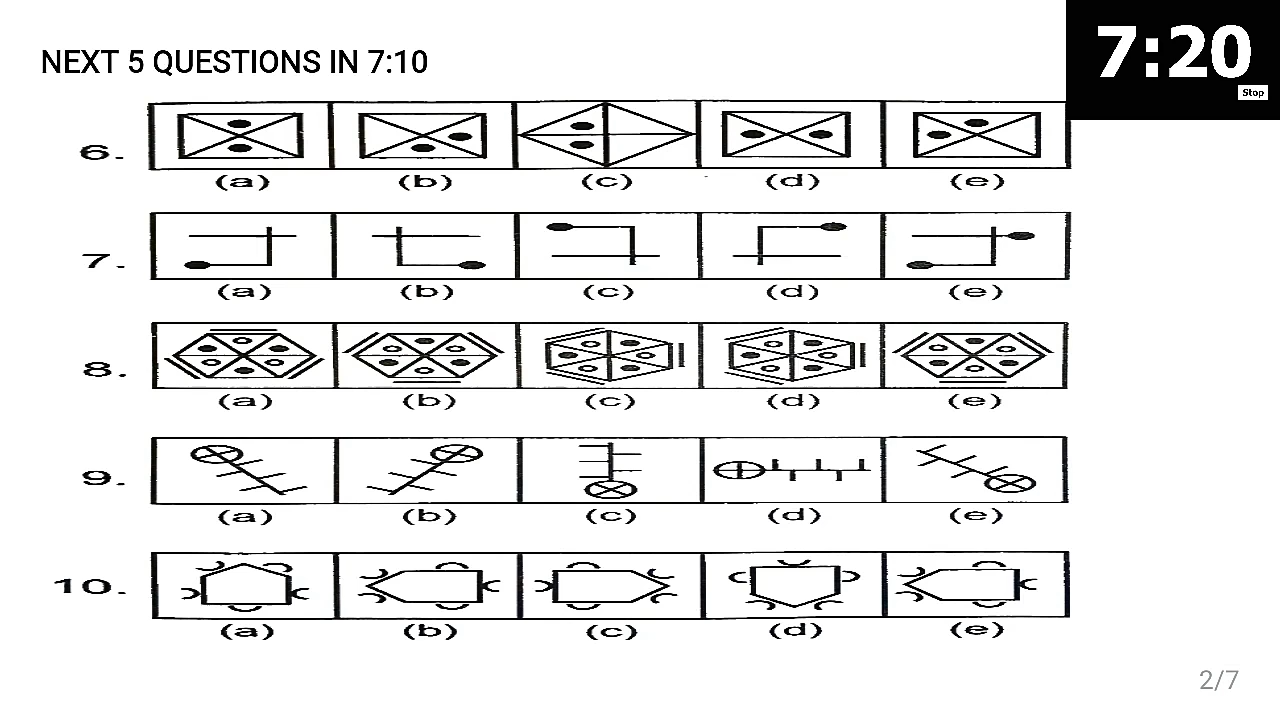 7:20
Stop
NEXT 5 QUESTIONS IN 7:10
6.
(a) (b) (c) (d) (e)
7.
(a) (b) (c) (d) (e)
8.
(a) (b) (c) (d) (e)
9.
(a) (b) (c) (d) (e)
10.
(a) (b) (c) (d) (e)
2/7